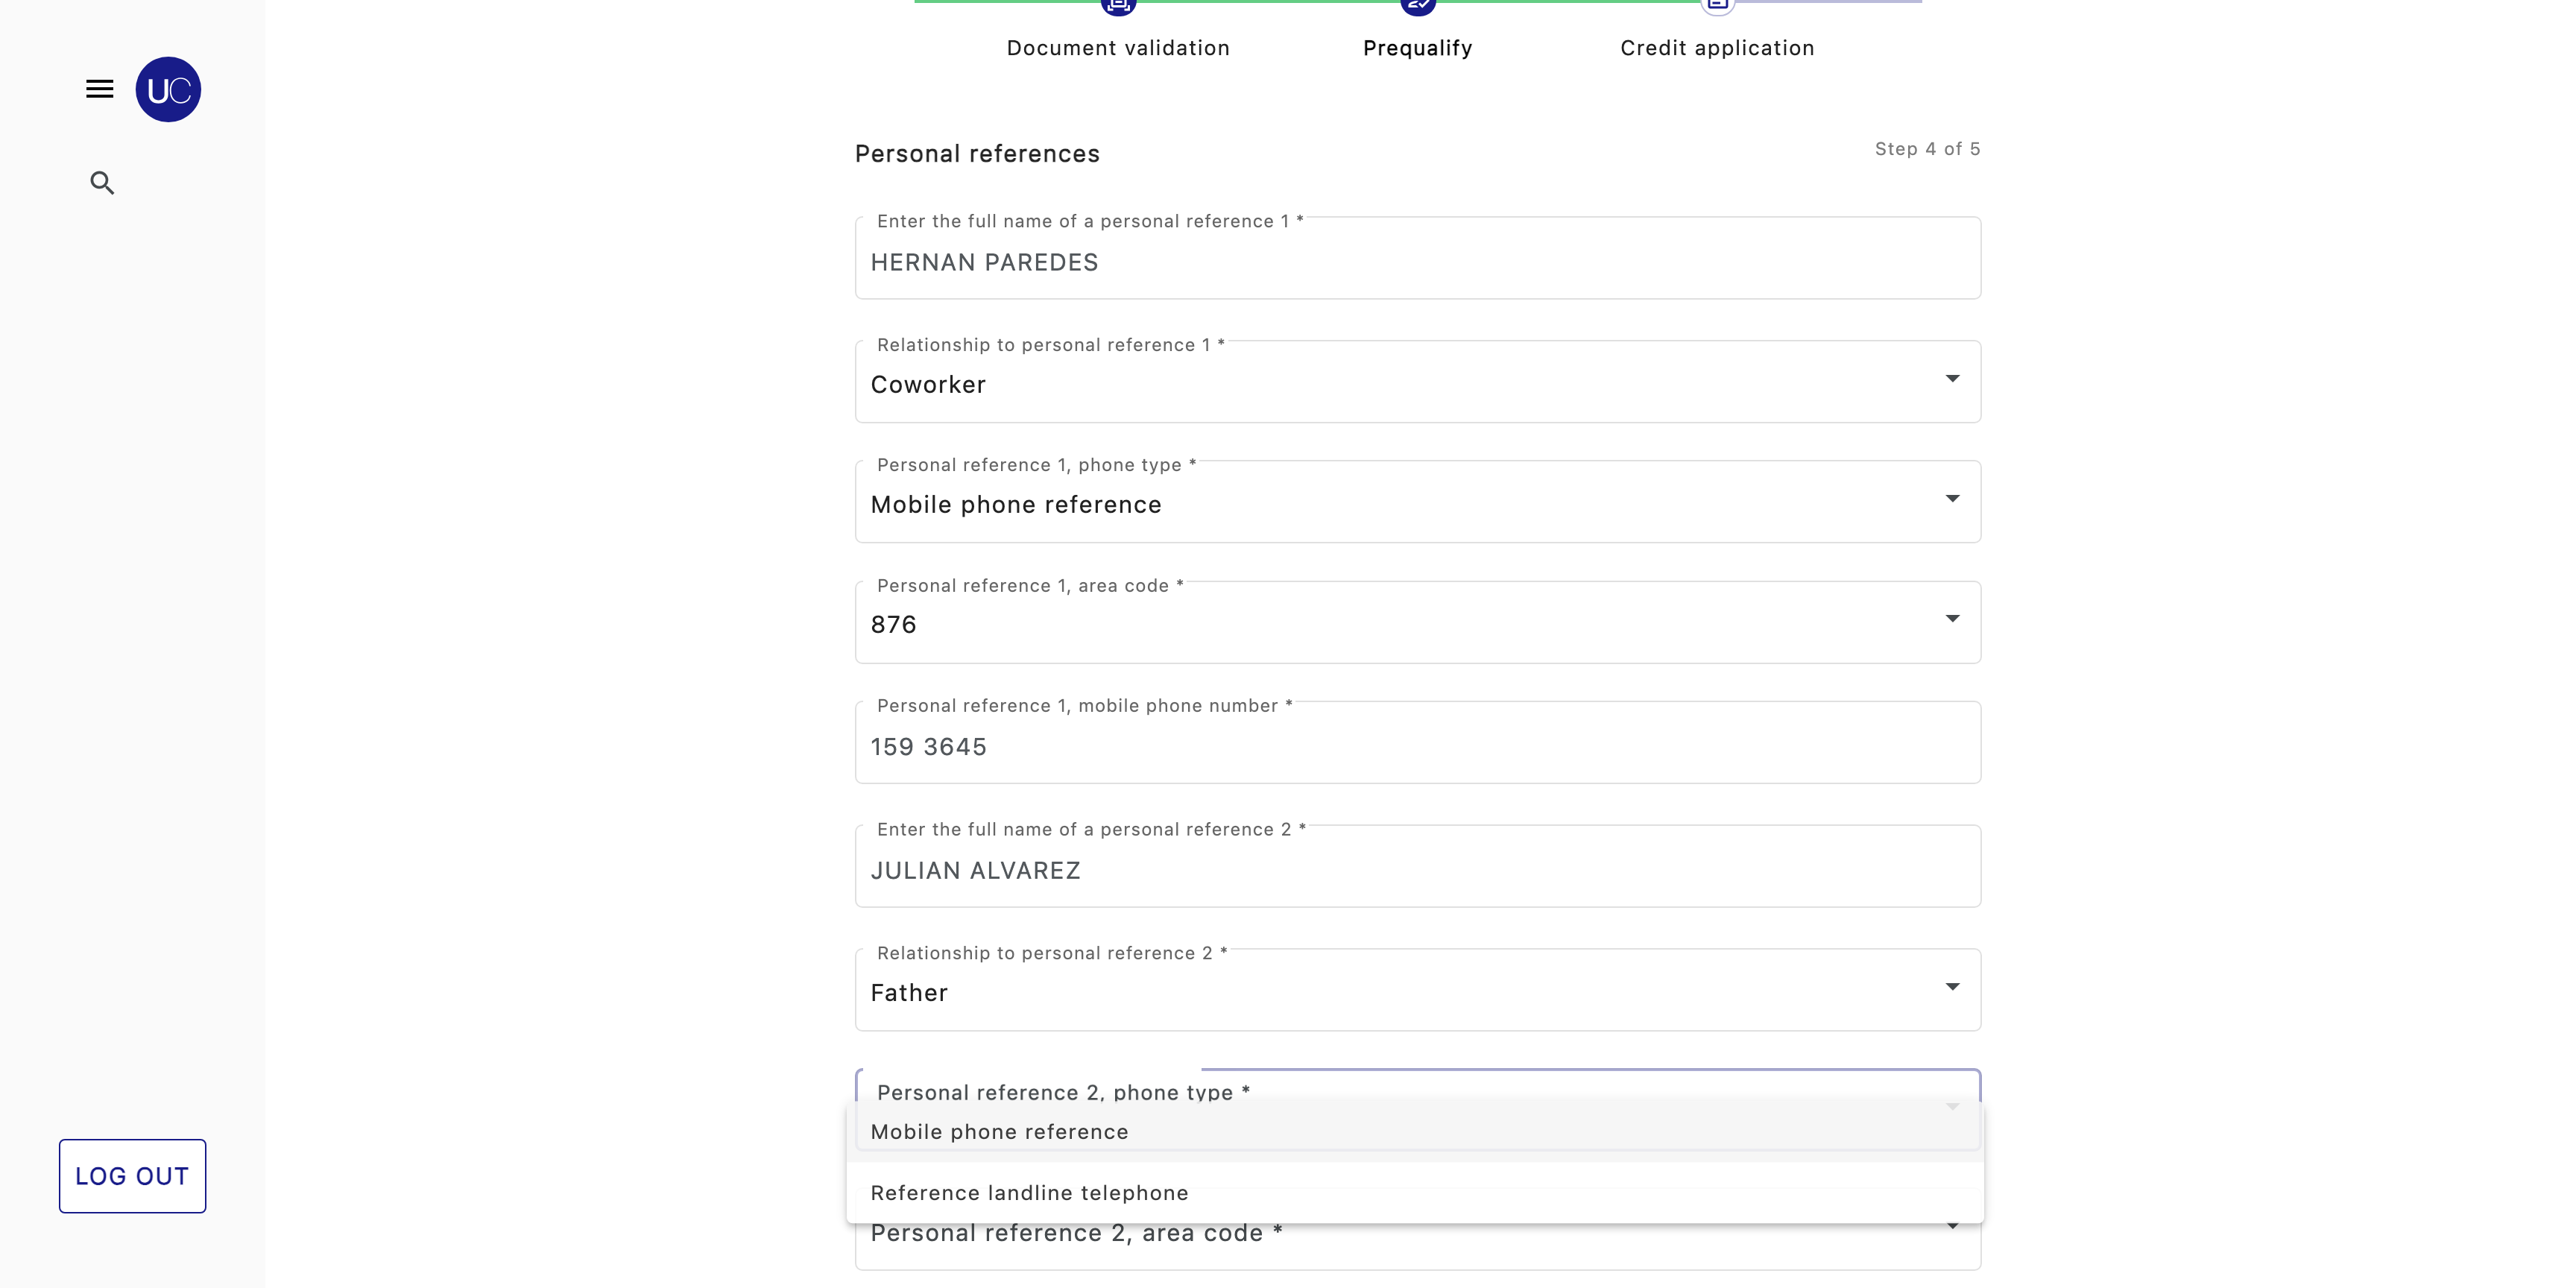 Document validation
Prequalify
Credit application
UC
Personal references
Step 4 of 5
Enter the full name of a personal reference 1 *
HERNAN PAREDES
Relationship to personal reference 1 *
Coworker
Personal reference 1, phone type *
Mobile phone reference
Personal reference 1, area code *
876
Personal reference 1, mobile phone number *
159 3645
Enter the full name of a personal reference 2 *
JULIAN ALVAREZ
Relationship to personal reference 2 *
Father
Personal reference 2, phone type *
Mobile phone reference
Reference landline telephone
Personal reference 2, area code *
LOG OUT